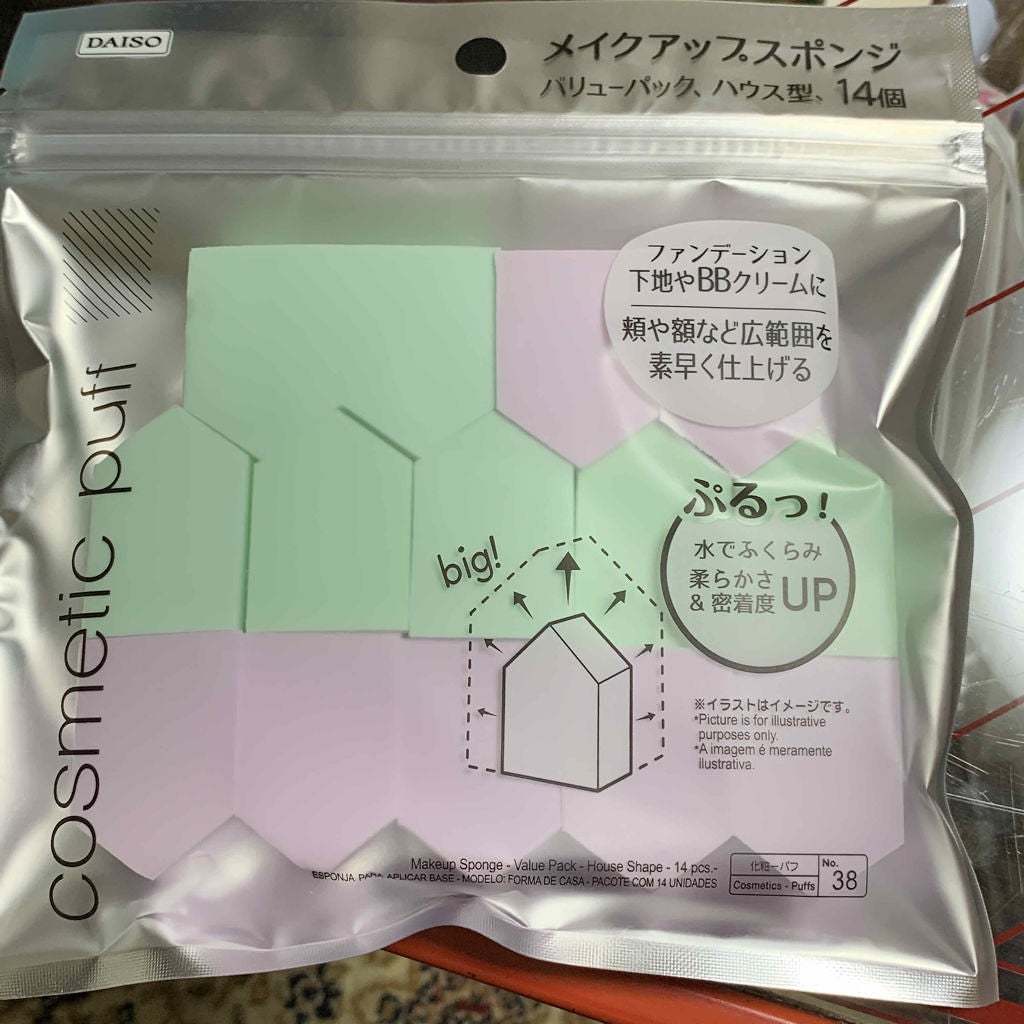 DAISO
メイクアップスポンジ
バリューパック、ハウス型、14個
cosmetic puff
ファンデーション
下地やBBクリームに
頬や額など広範囲を
素早く仕上げる
ぷるっ!
水でふくらみ
柔らかさ
&密着度 UP
big!
※イラストはイメージです。
*Picture is for illustrative
purposes only.
*A imagem é meramente
ilustrativa.
Makeup Sponge - Value Pack - House Shape - 14 pcs.-
ESPONJA PARA APLICAR BASE - MODELO: FORMA DE CASA - PACOTE COM 14 UNIDADES
化粧ーパフ
Cosmetics - Puffs
No.
38